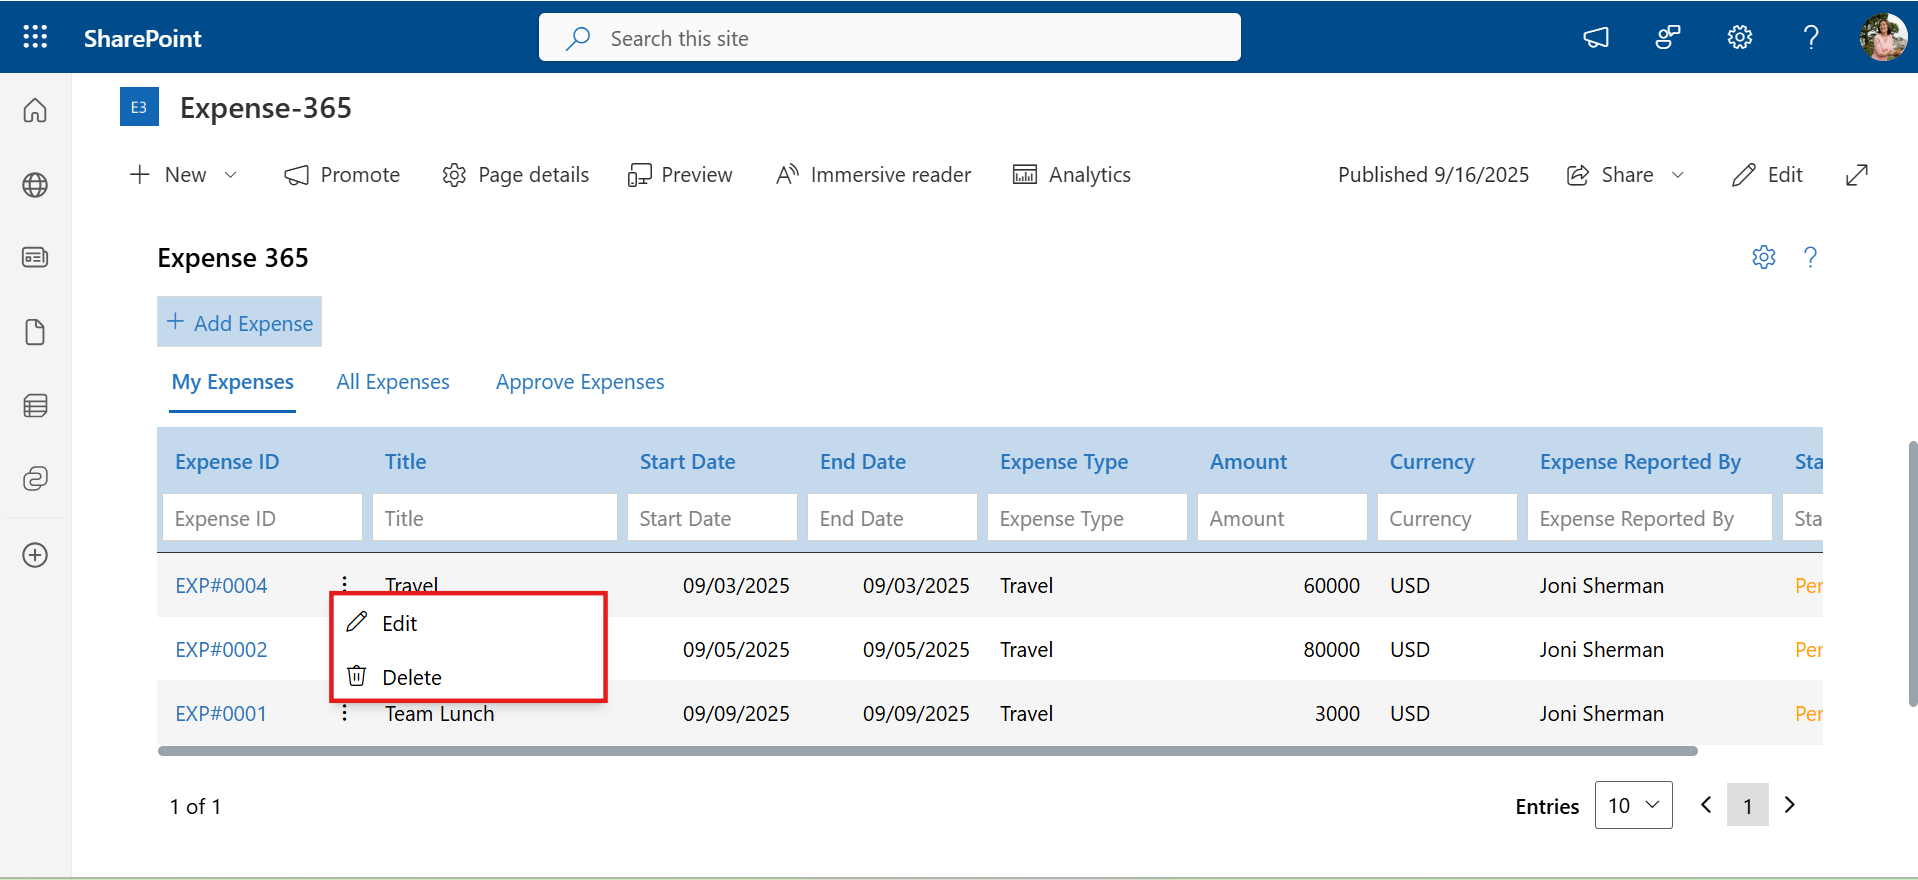 SharePoint
Search this site
E3
Expense-365
New
Promote
Page details
Preview
Immersive reader
Analytics
Published 9/16/2025
Share
Edit
Expense 365
+ Add Expense
My Expenses
All Expenses
Approve Expenses
Expense ID Title Start Date End Date Expense Type Amount Currency Expense Reported By Sta
Expense ID Title Start Date End Date Expense Type Amount Currency Expense Reported By Sta
EXP#0004 Travel 09/03/2025 09/03/2025 Travel 60000 USD Joni Sherman Per
Edit
EXP#0002 09/05/2025 09/05/2025 Travel 80000 USD Joni Sherman Per
Delete
EXP#0001 Team Lunch 09/09/2025 09/09/2025 Travel 3000 USD Joni Sherman Per
1 of 1
Entries 10 1